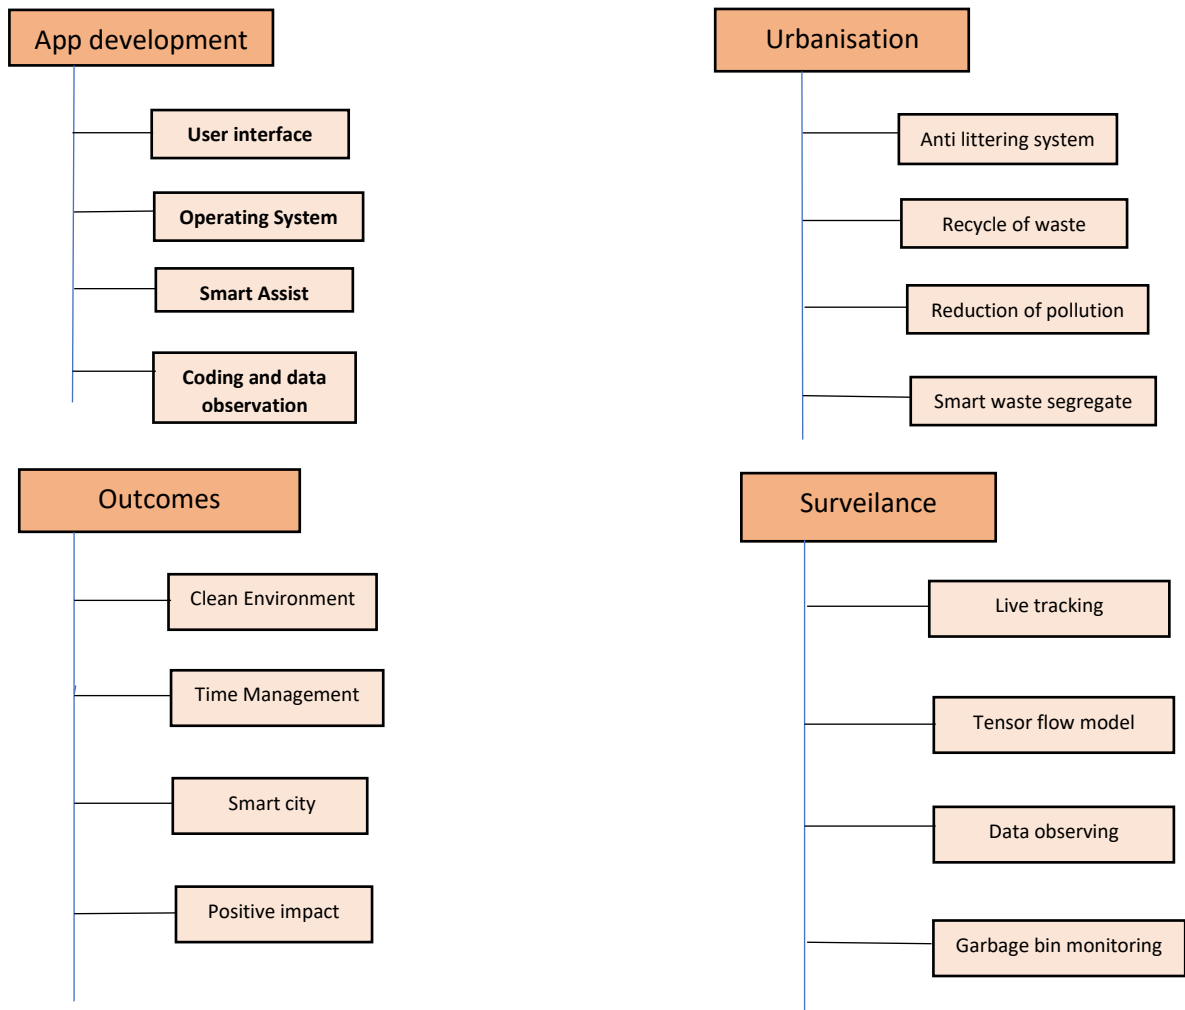 App development
User interface
Operating System
Smart Assist
Coding and data
observation
Urbanisation
Anti littering system
Recycle of waste
Reduction of pollution
Smart waste segregate
Outcomes
Clean Environment
Time Management
Smart city
Positive impact
Surveilance
Live tracking
Tensor flow model
Data observing
Garbage bin monitoring